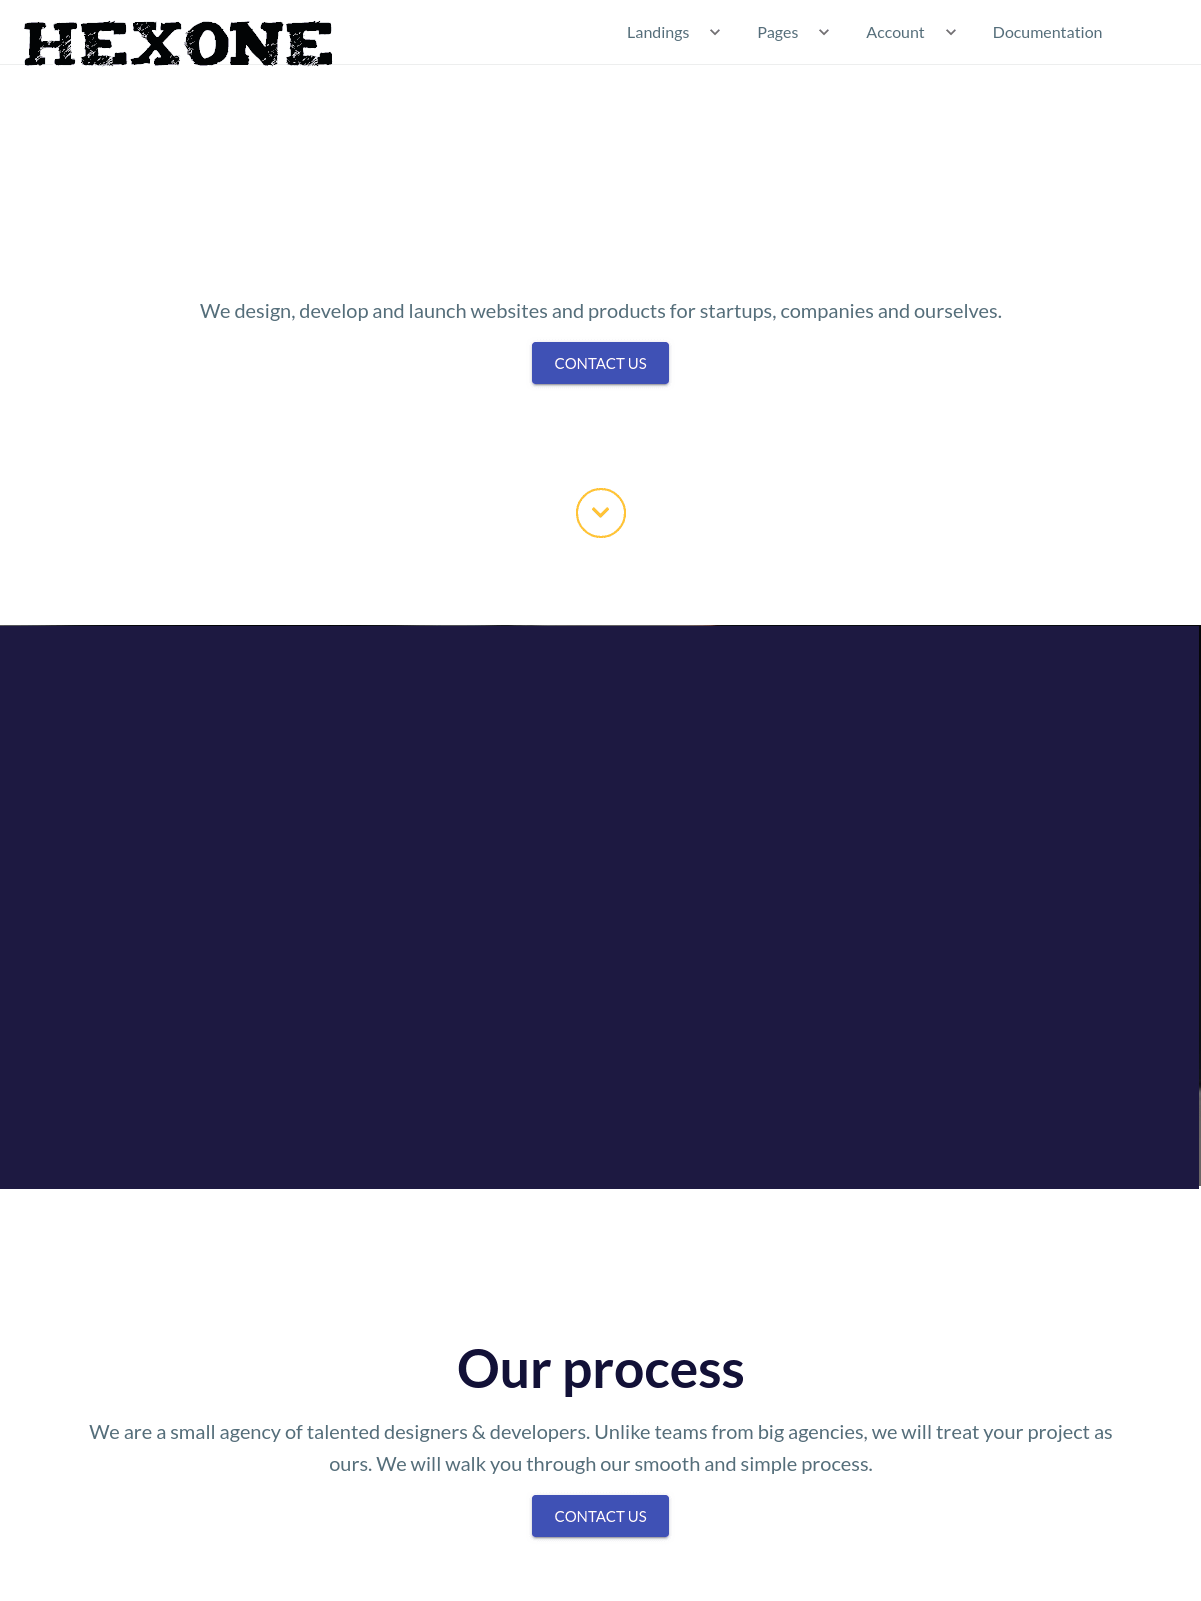 HEXONE
Landings Pages Account Documentation
We design, develop and launch websites and products for startups, companies and ourselves.
CONTACT US
Our process
We are a small agency of talented designers & developers. Unlike teams from big agencies, we will treat your project as
ours. We will walk you through our smooth and simple process.
CONTACT US